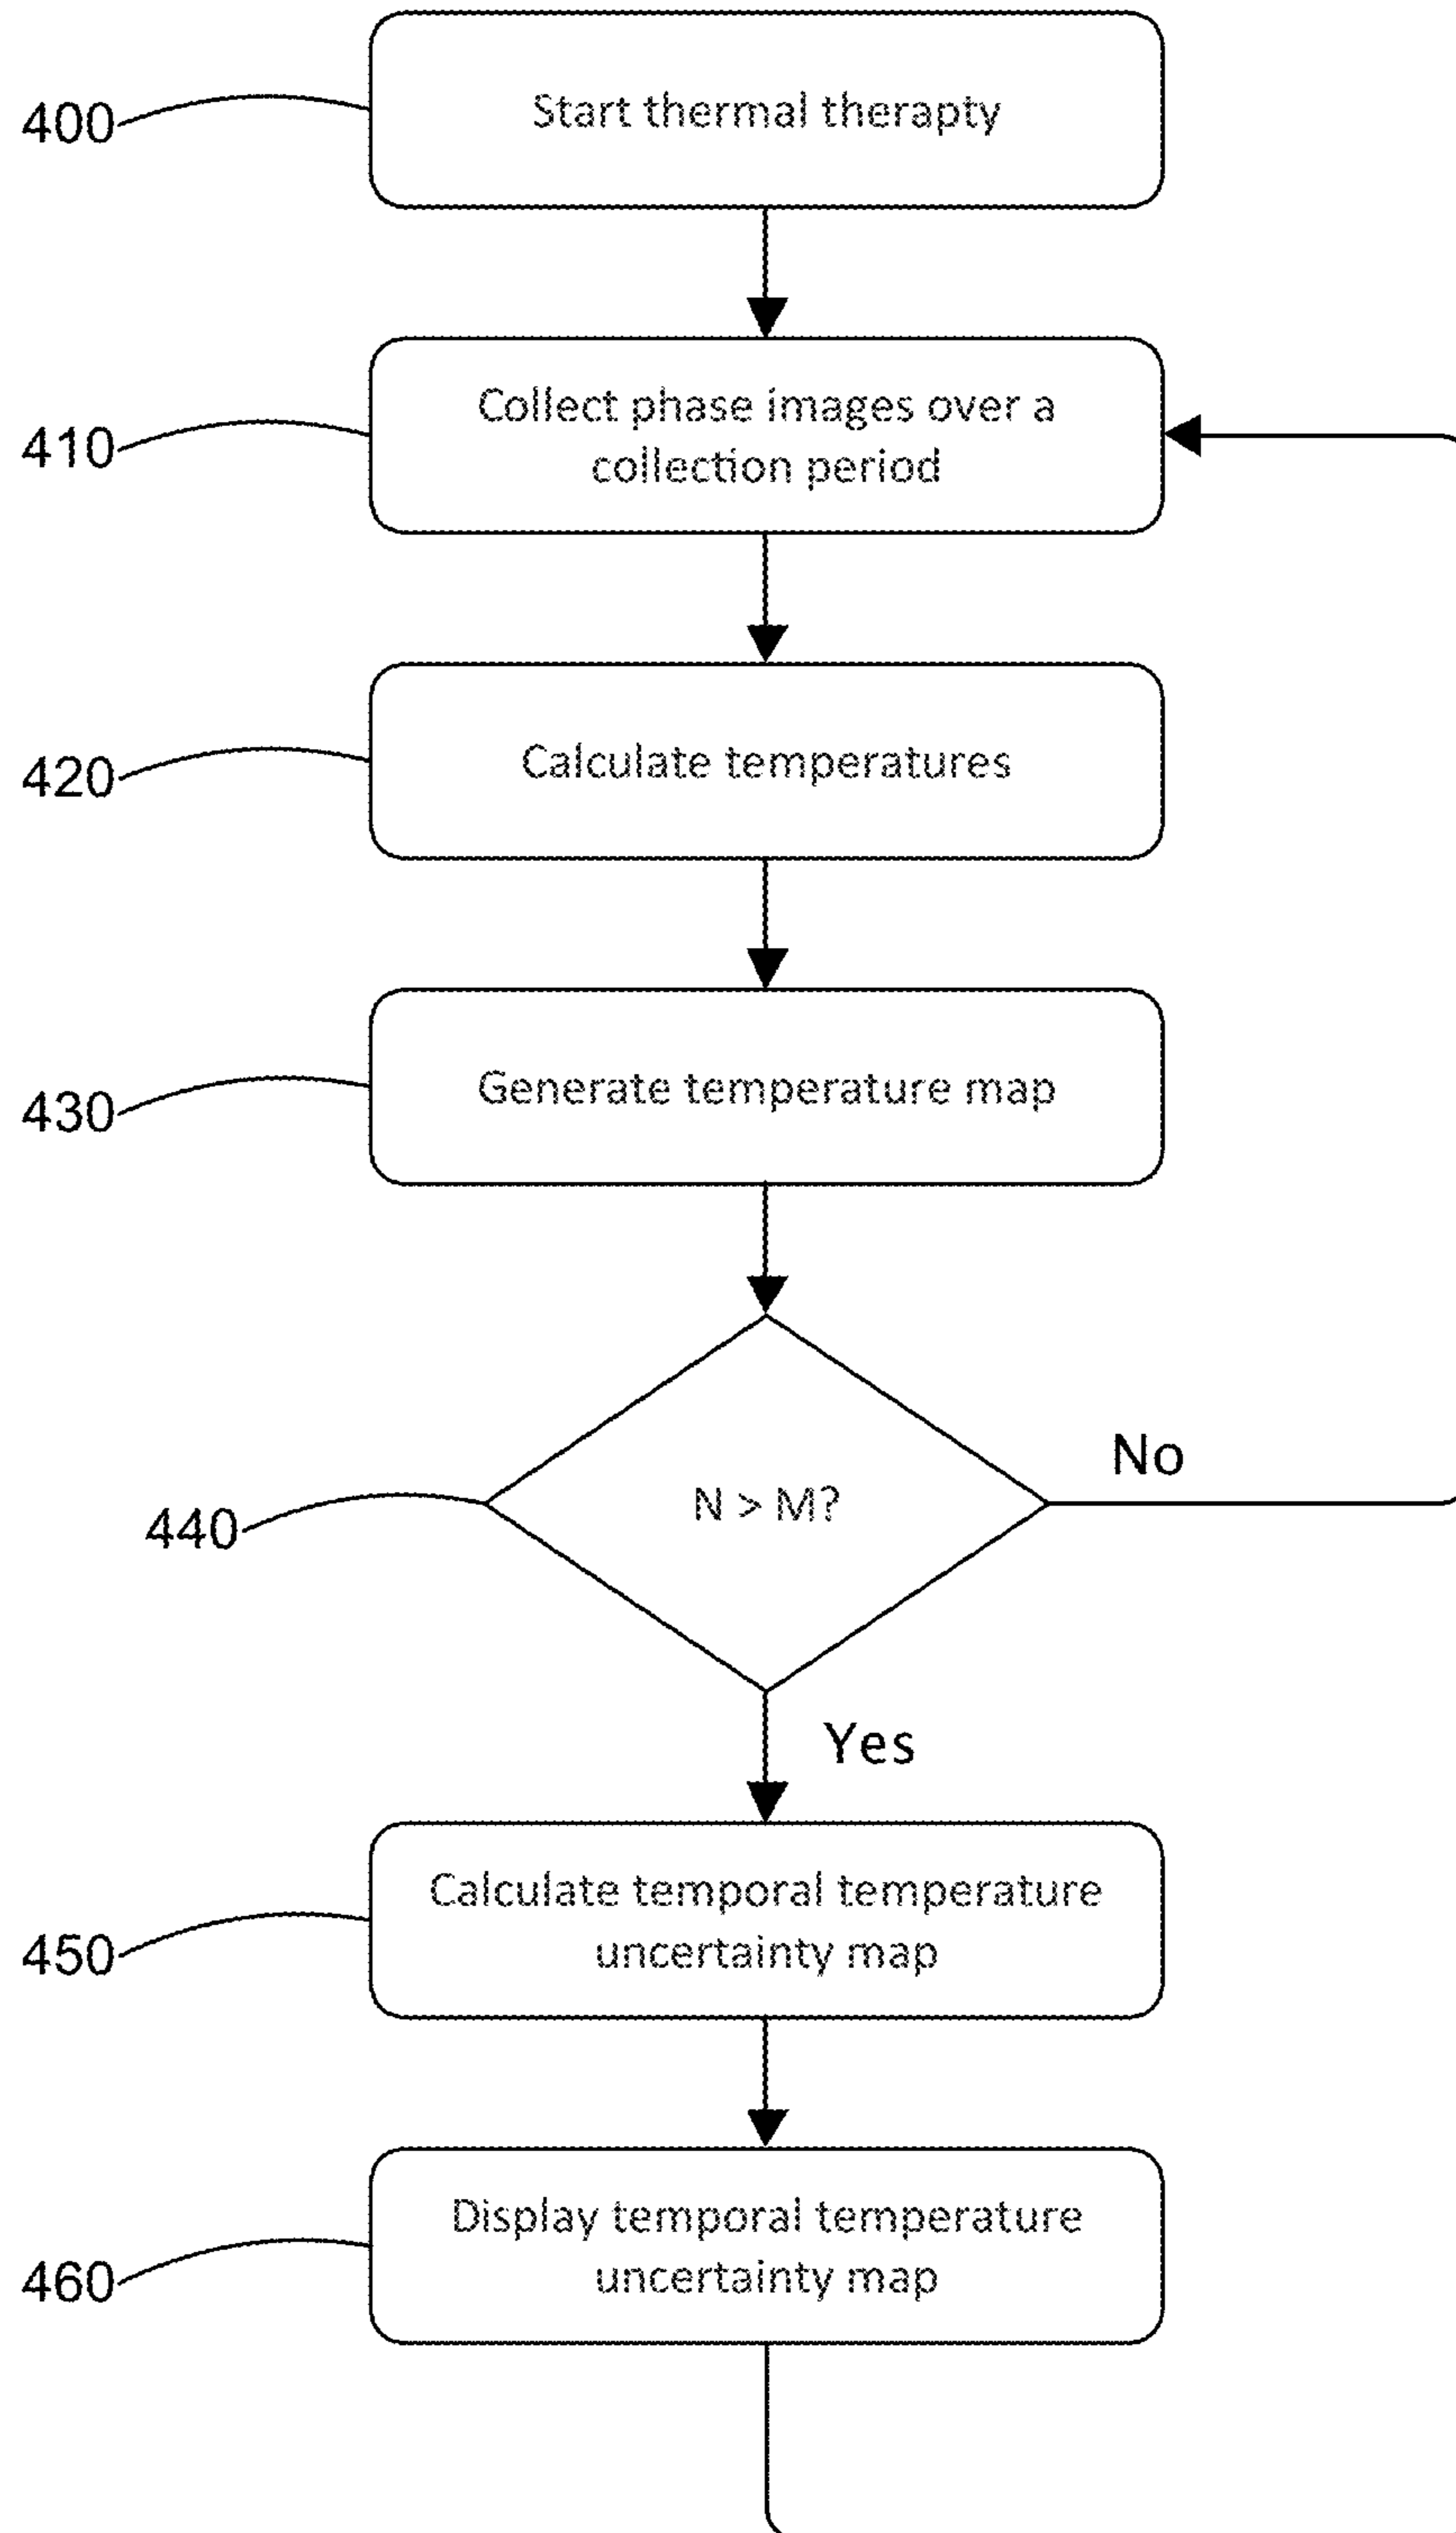 400
Start thermal therapty
410
Collect phase images over a
collection period
420
Calculate temperatures
430
Generate temperature map
440
N > M?
No
Yes
450
Calculate temporal temperature
uncertainty map
460
Display temporal temperature
uncertainty map